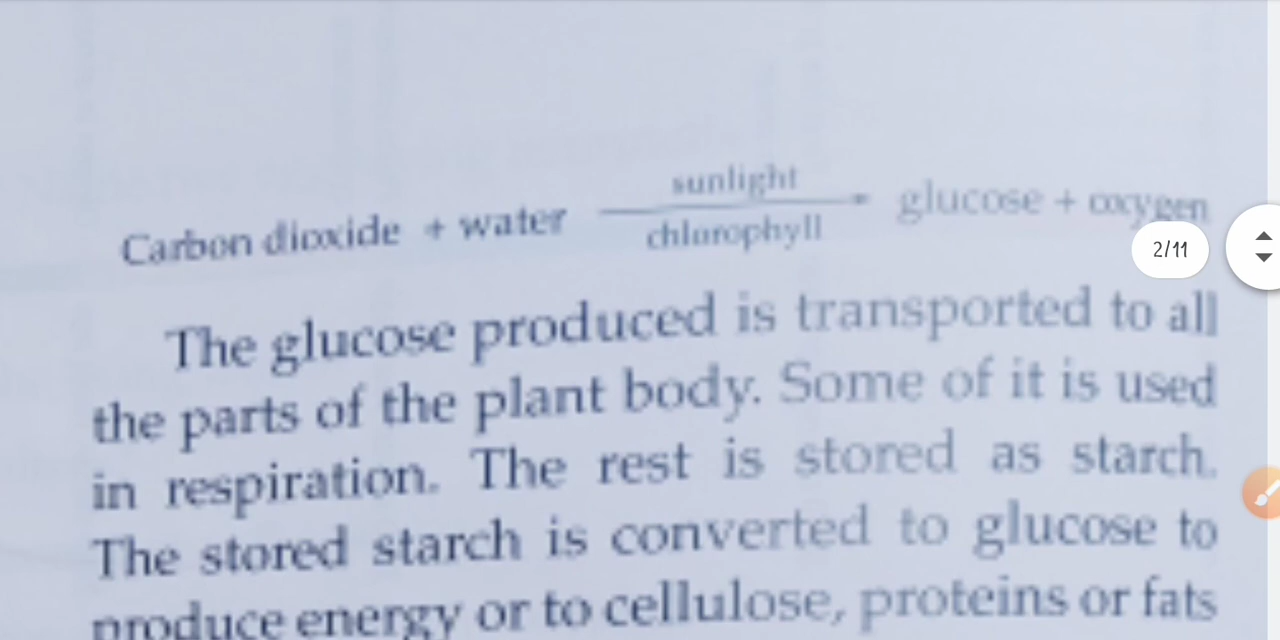 sunlight
Carbon dioxide + water → glucose + oxygen
chlorophyll
2/11
The glucose produced is transported to all
the parts of the plant body. Some of it is used
in respiration. The rest is stored as starch.
The stored starch is converted to glucose to
produce energy or to cellulose, proteins or fats